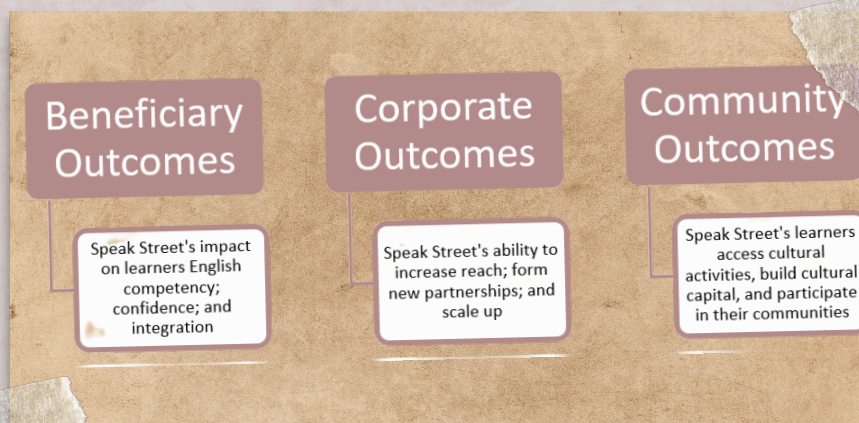 Beneficiary
Outcomes
Speak Street's impact
on learners English
competency;
confidence; and
integration
Corporate
Outcomes
Speak Street's ability to
increase reach; form
new partnerships; and
scale up
Community
Outcomes
Speak Street's learners
access cultural
activities, build cultural
capital, and participate
in their communities